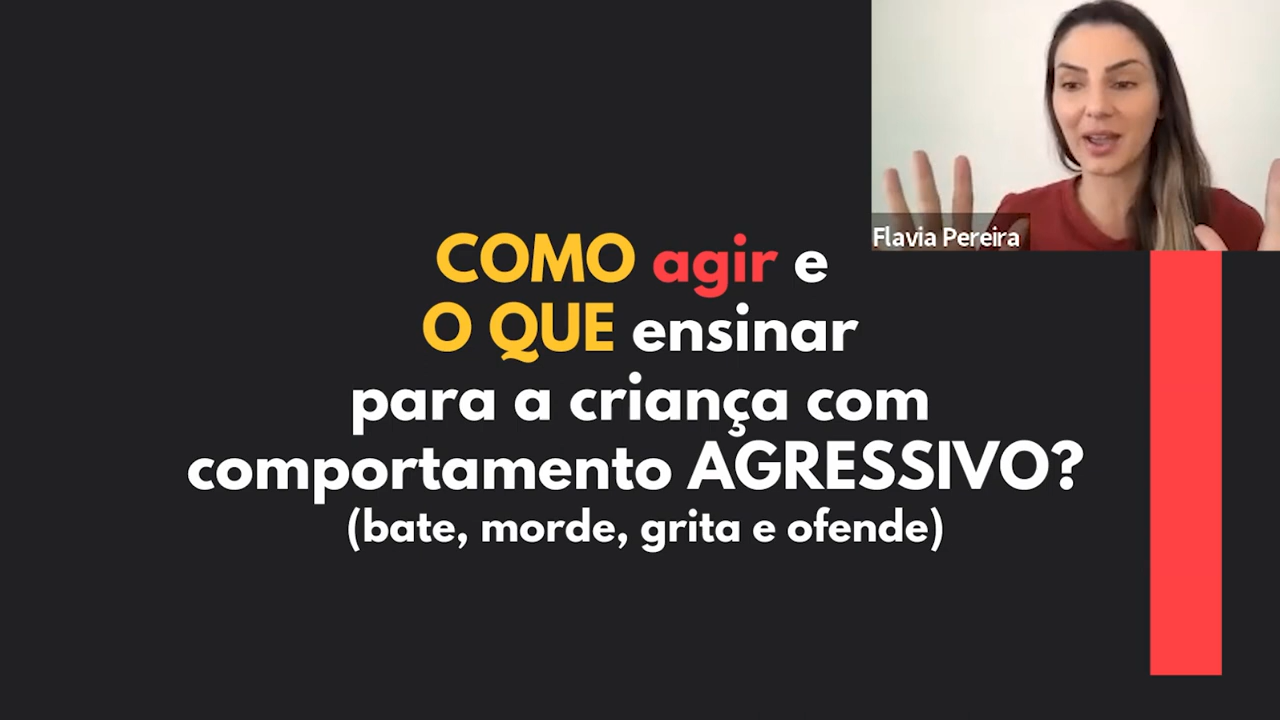 Flavia Pereira
COMO agir e
O QUE ensinar
para a criança com
comportamento AGRESSIVO?
(bate, morde, grita e ofende)